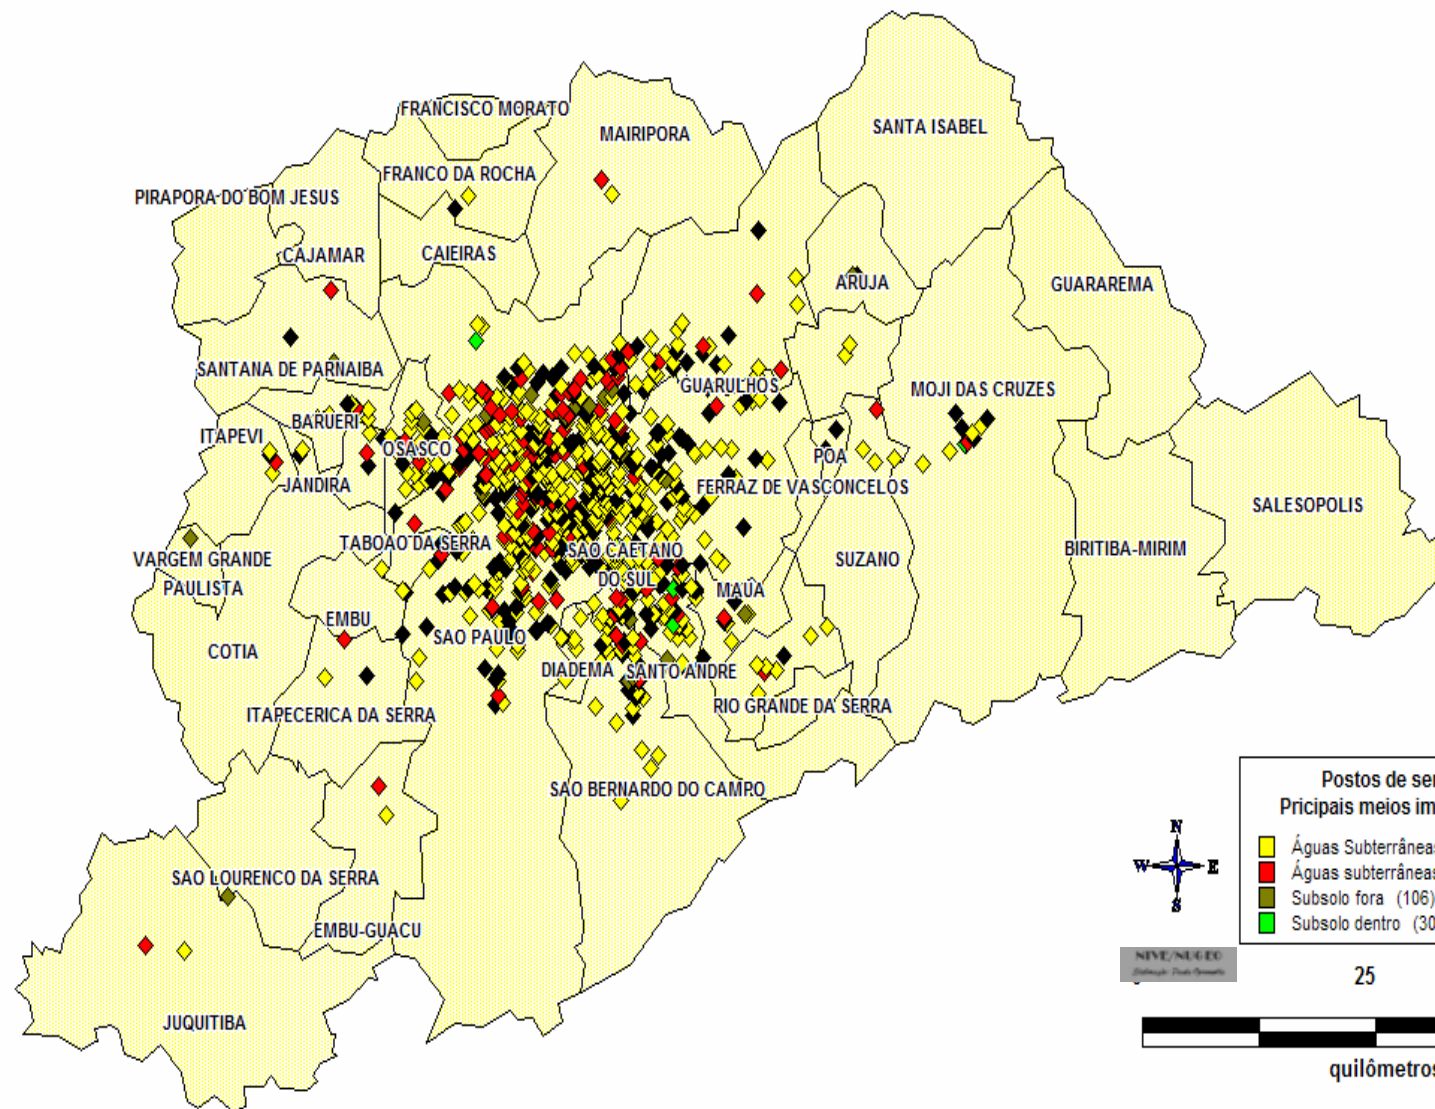 FRANCISCO MORATO
MAIRIPORA
SANTA ISABEL
FRANCO DA ROCHA
PIRAPORA DO BOM JESUS
CAJAMAR
CAIEIRAS
ARUJA
GUARAREMA
SANTANA DE PARNAIBA
GUARULHOS
MOJI DAS CRUZES
BARUERI
ITAPEVI
OSASCO
POA
JANDIRA
FERRAZ DE VASCONCELOS
SALESOPOLIS
TABOAO DA SERRA
SAO CAETANO
DO SUL
SUZANO
BIRITIBA-MIRIM
VARGEM GRANDE
PAULISTA
MAUA
EMBU
SAO PAULO
COTIA
DIADEMA
SANTO ANDRE
ITAPECERICA DA SERRA
RIO GRANDE DA SERRA
SAO BERNARDO DO CAMPO
Postos de ser
Pricipais meios im
Águas Subterrâneas
Águas subterrâneas
Subsolo fora (106)
Subsolo dentro (30
N
W E
S
SAO LOURENCO DA SERRA
EMBU-GUACU
NIVE/NUGEO
25
JUQUITIBA
quilômetros